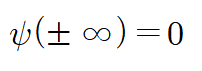 ψ(± ∞) = 0